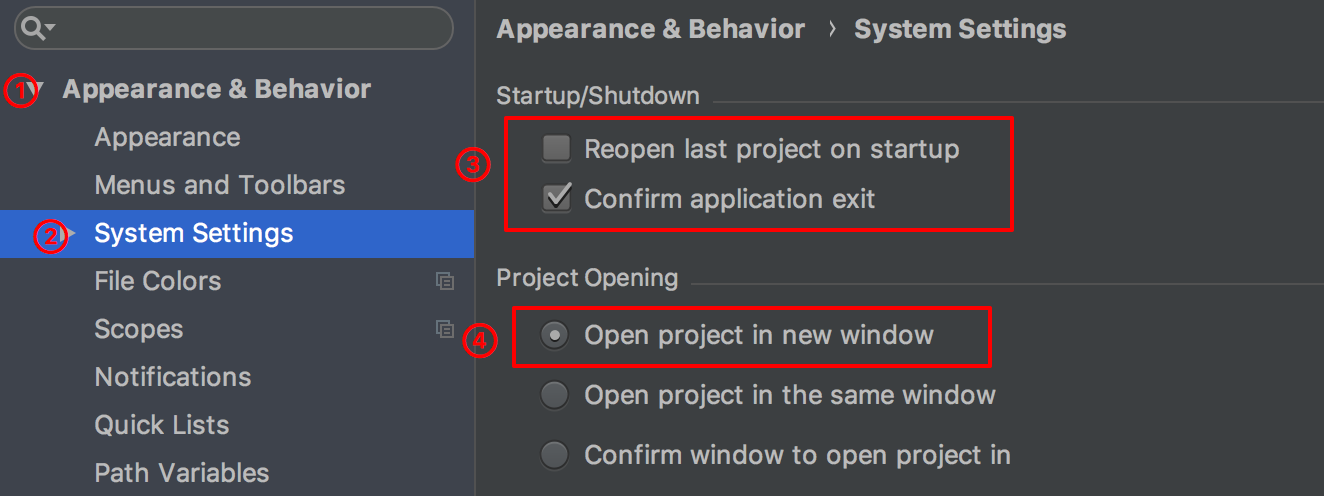 ① Appearance & Behavior
Appearance
Menus and Toolbars
② System Settings
File Colors
Scopes
Notifications
Quick Lists
Path Variables
Appearance & Behavior › System Settings
Startup/Shutdown
③ Reopen last project on startup
Confirm application exit
Project Opening
④ Open project in new window
Open project in the same window
Confirm window to open project in